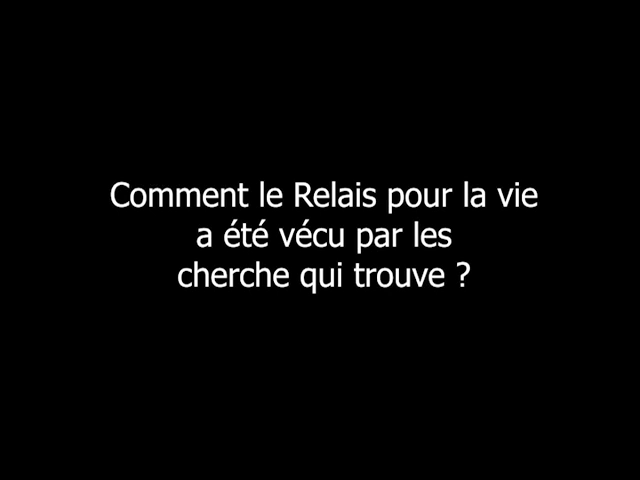 Comment le Relais pour la vie
a été vécu par les
cherche qui trouve ?